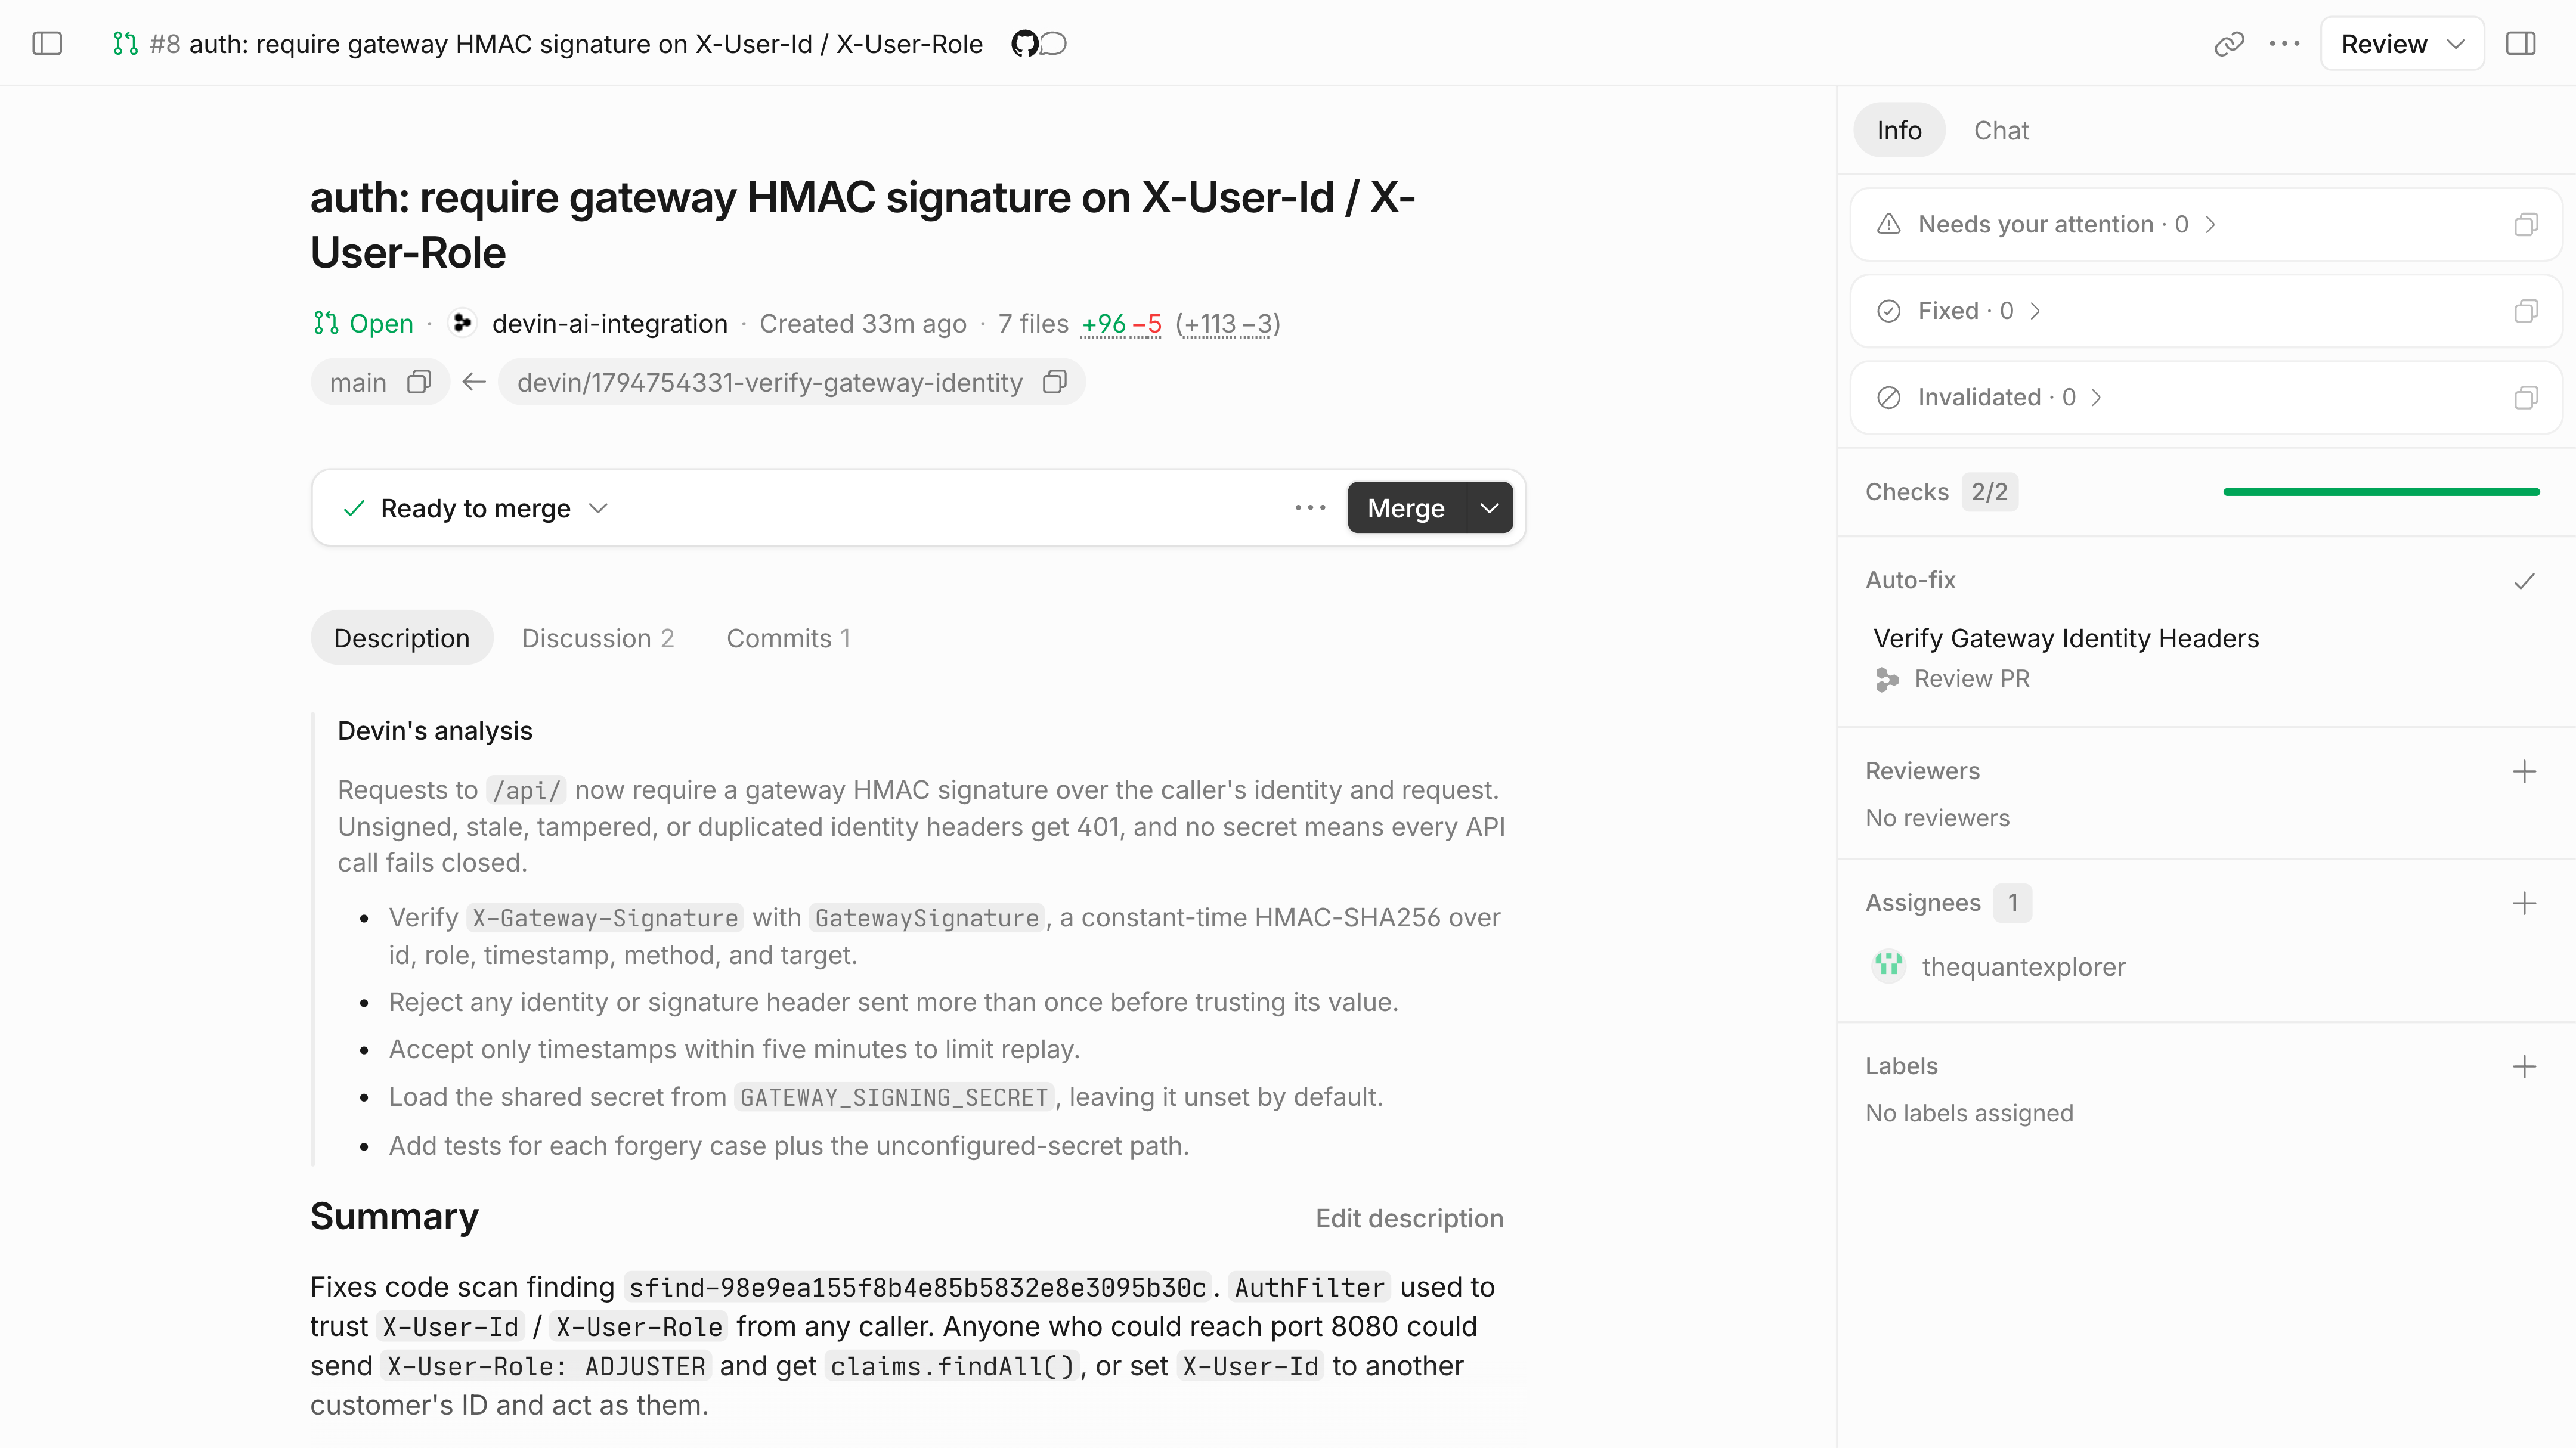 #8 auth: require gateway HMAC signature on X-User-Id / X-User-Role
Review
auth: require gateway HMAC signature on X-User-Id / X-
User-Role
Open · devin-ai-integration · Created 33m ago · 7 files +96 −5 (+113 −3)
main ← devin/1794754331-verify-gateway-identity
Ready to merge
Merge
Description Discussion 2 Commits 1
Devin's analysis
Requests to /api/ now require a gateway HMAC signature over the caller's identity and request.
Unsigned, stale, tampered, or duplicated identity headers get 401, and no secret means every API
call fails closed.
• Verify X-Gateway-Signature with GatewaySignature, a constant-time HMAC-SHA256 over
id, role, timestamp, method, and target.
• Reject any identity or signature header sent more than once before trusting its value.
• Accept only timestamps within five minutes to limit replay.
• Load the shared secret from GATEWAY_SIGNING_SECRET, leaving it unset by default.
• Add tests for each forgery case plus the unconfigured-secret path.
Summary
Edit description
Fixes code scan finding sfind-98e9ea155f8b4e85b5832e8e3095b30c. AuthFilter used to
trust X-User-Id / X-User-Role from any caller. Anyone who could reach port 8080 could
send X-User-Role: ADJUSTER and get claims.findAll(), or set X-User-Id to another
customer's ID and act as them.
Info Chat
Needs your attention · 0
Fixed · 0
Invalidated · 0
Checks 2/2
Auto-fix
Verify Gateway Identity Headers
Review PR
Reviewers
No reviewers
Assignees 1
thequantexplorer
Labels
No labels assigned